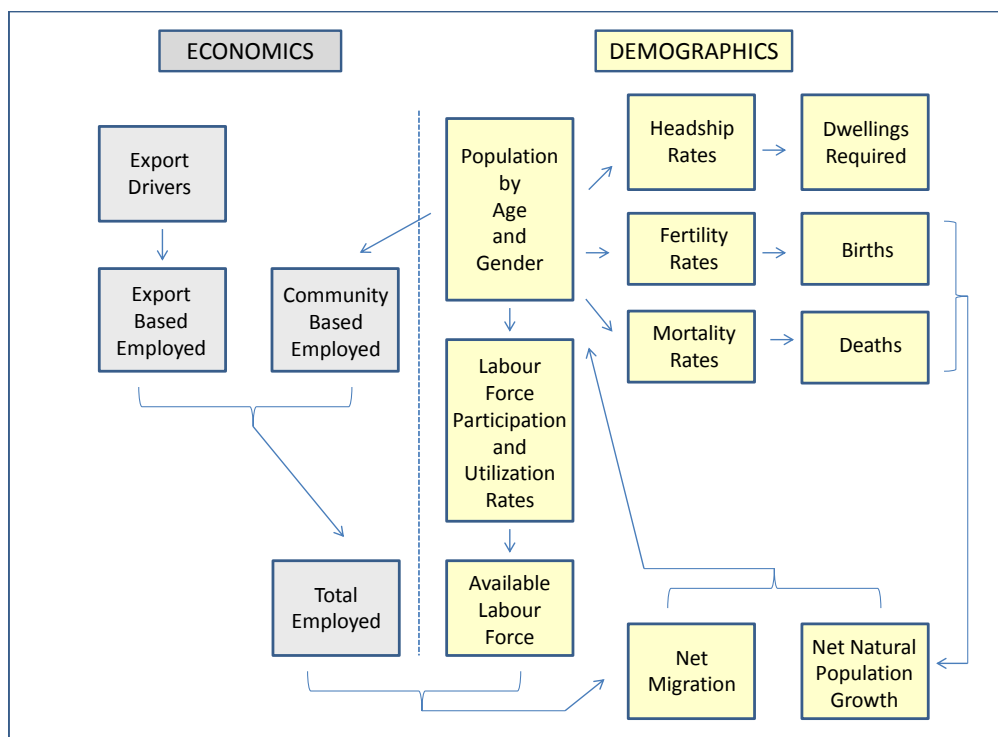 ECONOMICS
DEMOGRAPHICS
Export
Drivers
Export
Based
Employed
Community
Based
Employed
Total
Employed
Population
by
Age
and
Gender
Labour
Force
Participation
and
Utilization
Rates
Available
Labour
Force
Headship
Rates
Dwellings
Required
Fertility
Rates
Births
Mortality
Rates
Deaths
Net
Migration
Net Natural
Population
Growth